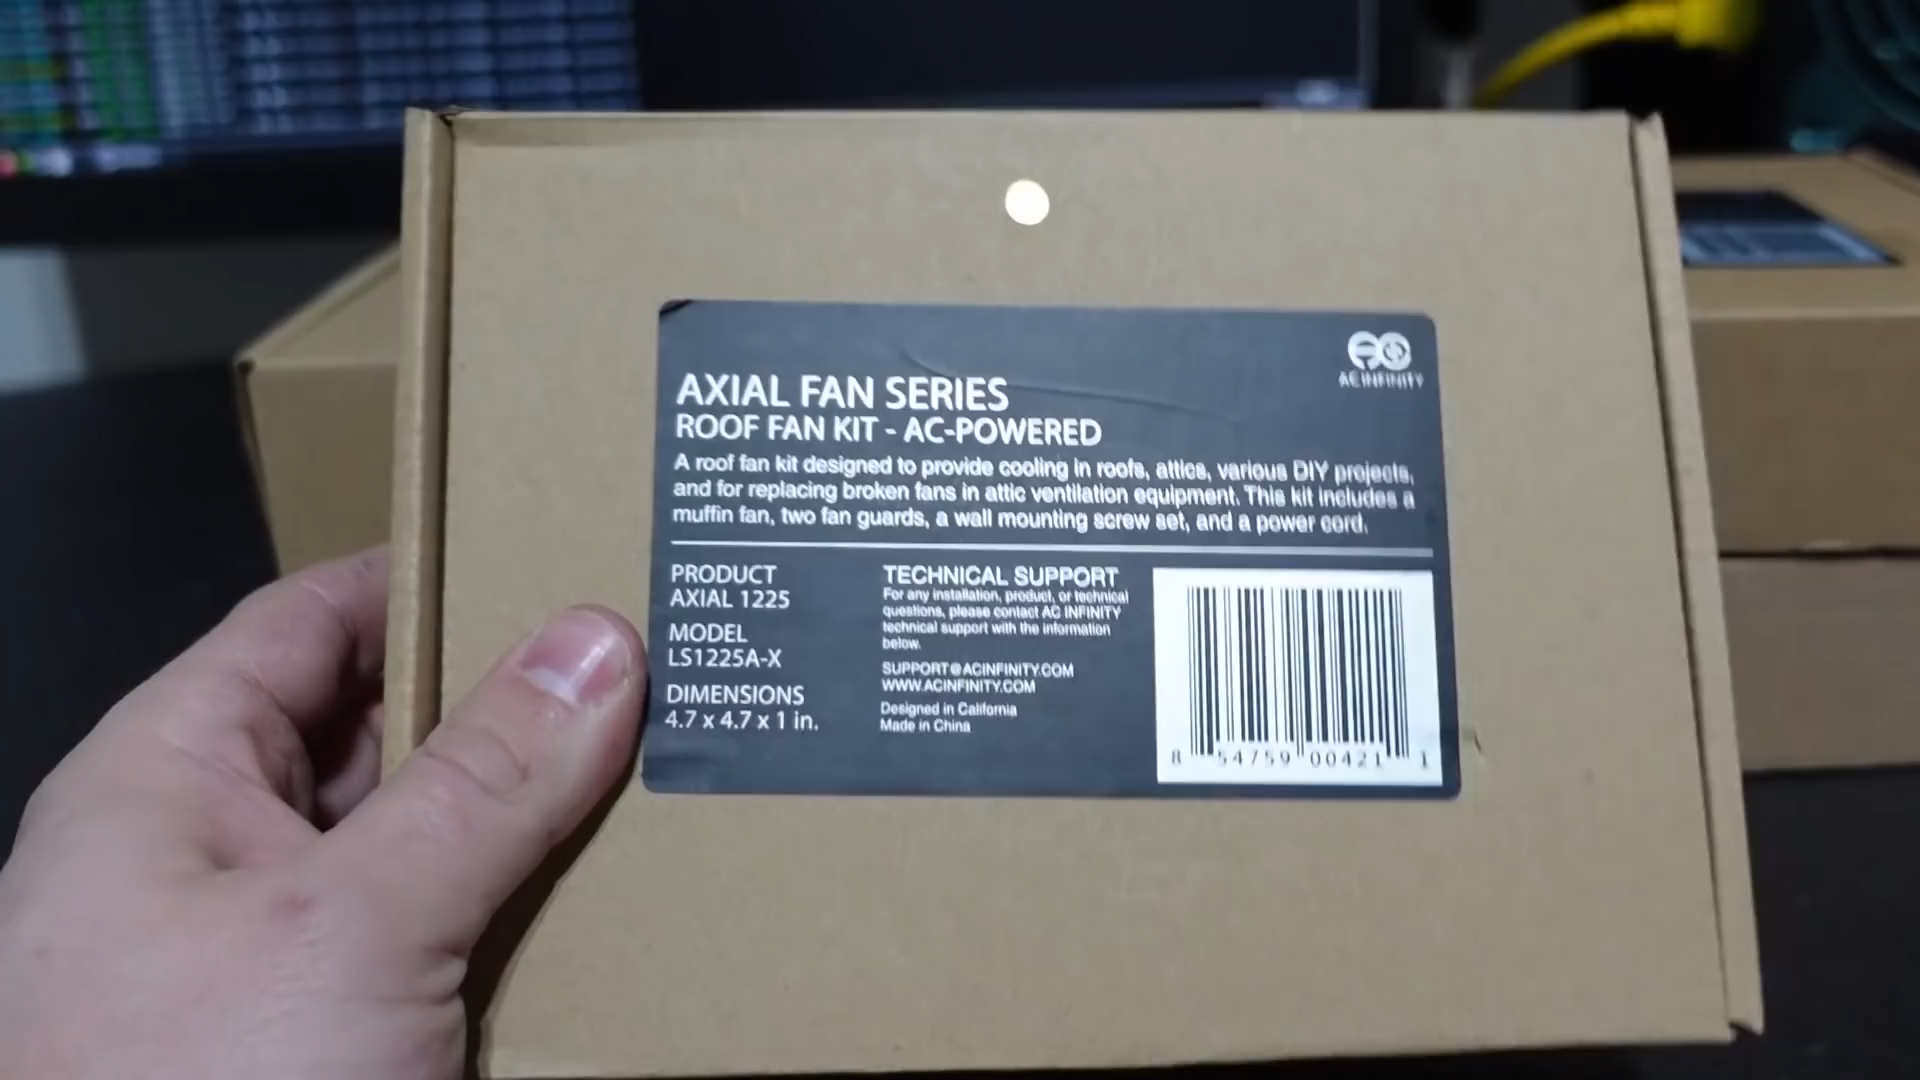 AC INFINITY
AXIAL FAN SERIES
ROOF FAN KIT - AC-POWERED
A roof fan kit designed to provide cooling in roofs, attics, various DIY projects,
and for replacing broken fans in attic ventilation equipment. This kit includes a
muffin fan, two fan guards, a wall mounting screw set, and a power cord.
PRODUCT
AXIAL 1225
MODEL
LS1225A-X
DIMENSIONS
4.7 x 4.7 x 1 in.
TECHNICAL SUPPORT
For any installation, product, or technical
questions, please contact AC INFINITY
technical support with the information
below.
SUPPORT@ACINFINITY.COM
WWW.ACINFINITY.COM
Designed in California
Made in China
8 54759 00421 1